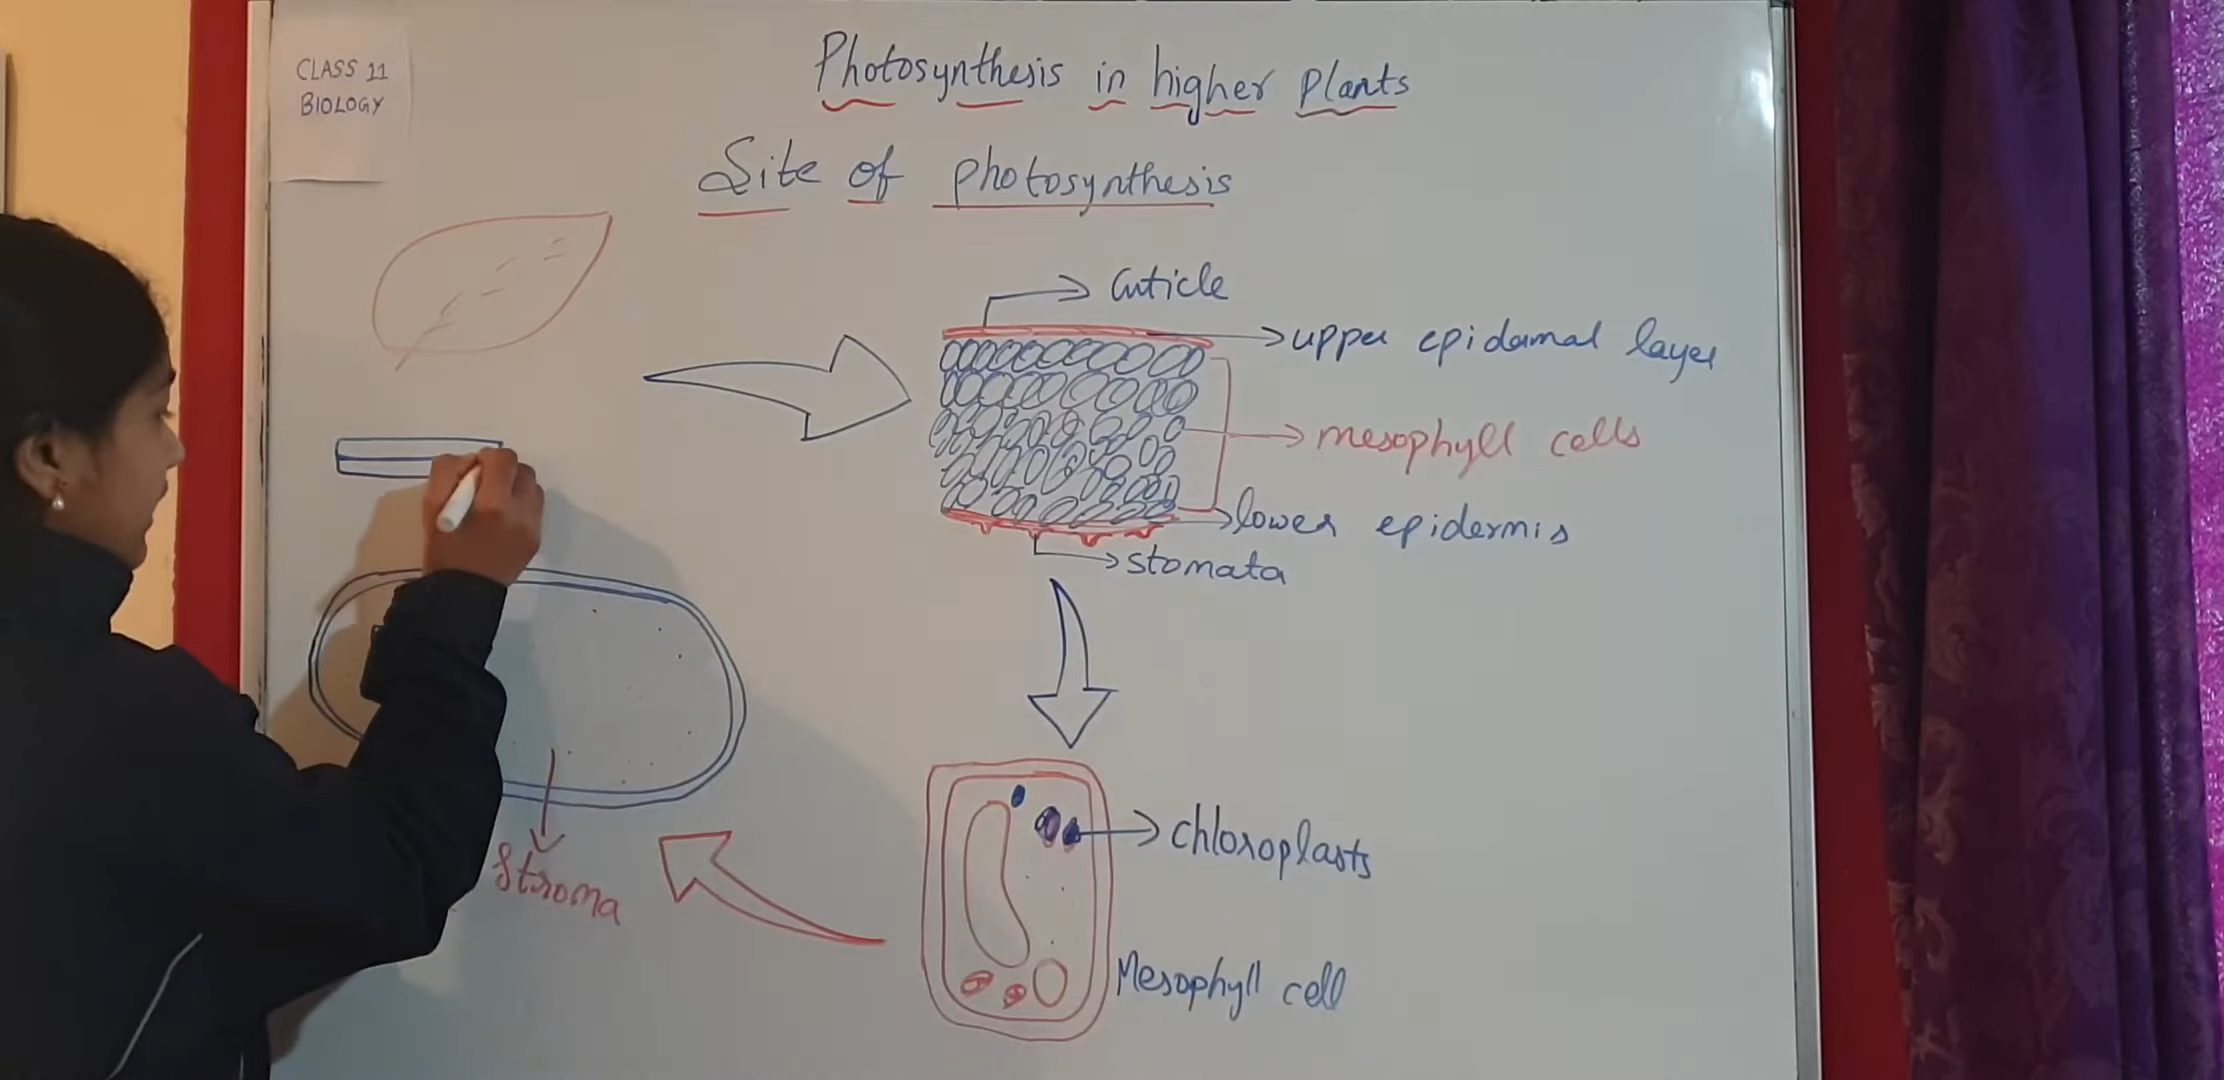 CLASS 11
BIOLOGY
Photosynthesis in higher plants
Site of photosynthesis
Cuticle
upper epidermal layer
mesophyll cells
lower epidermis
stomata
chloroplasts
Stroma
Mesophyll cell